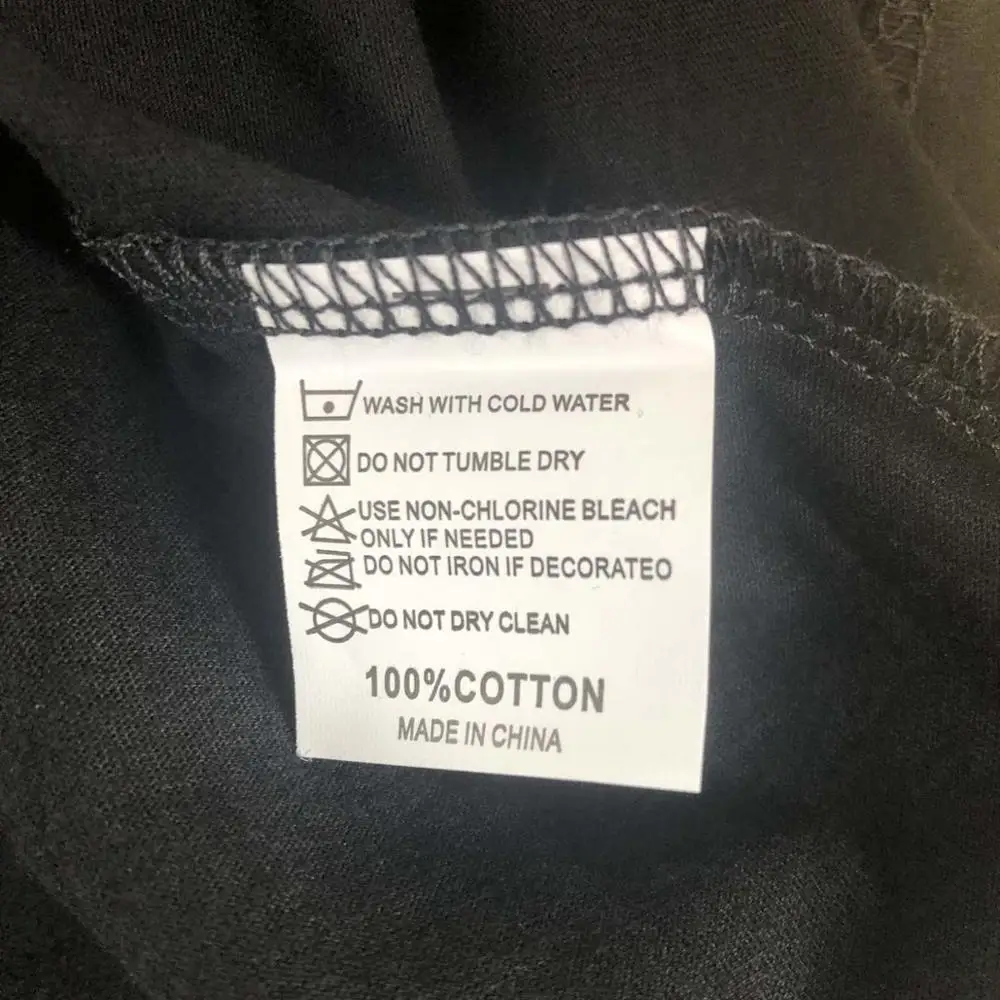 WASH WITH COLD WATER
DO NOT TUMBLE DRY
USE NON-CHLORINE BLEACH
ONLY IF NEEDED
DO NOT IRON IF DECORATEO
DO NOT DRY CLEAN
100%COTTON
MADE IN CHINA